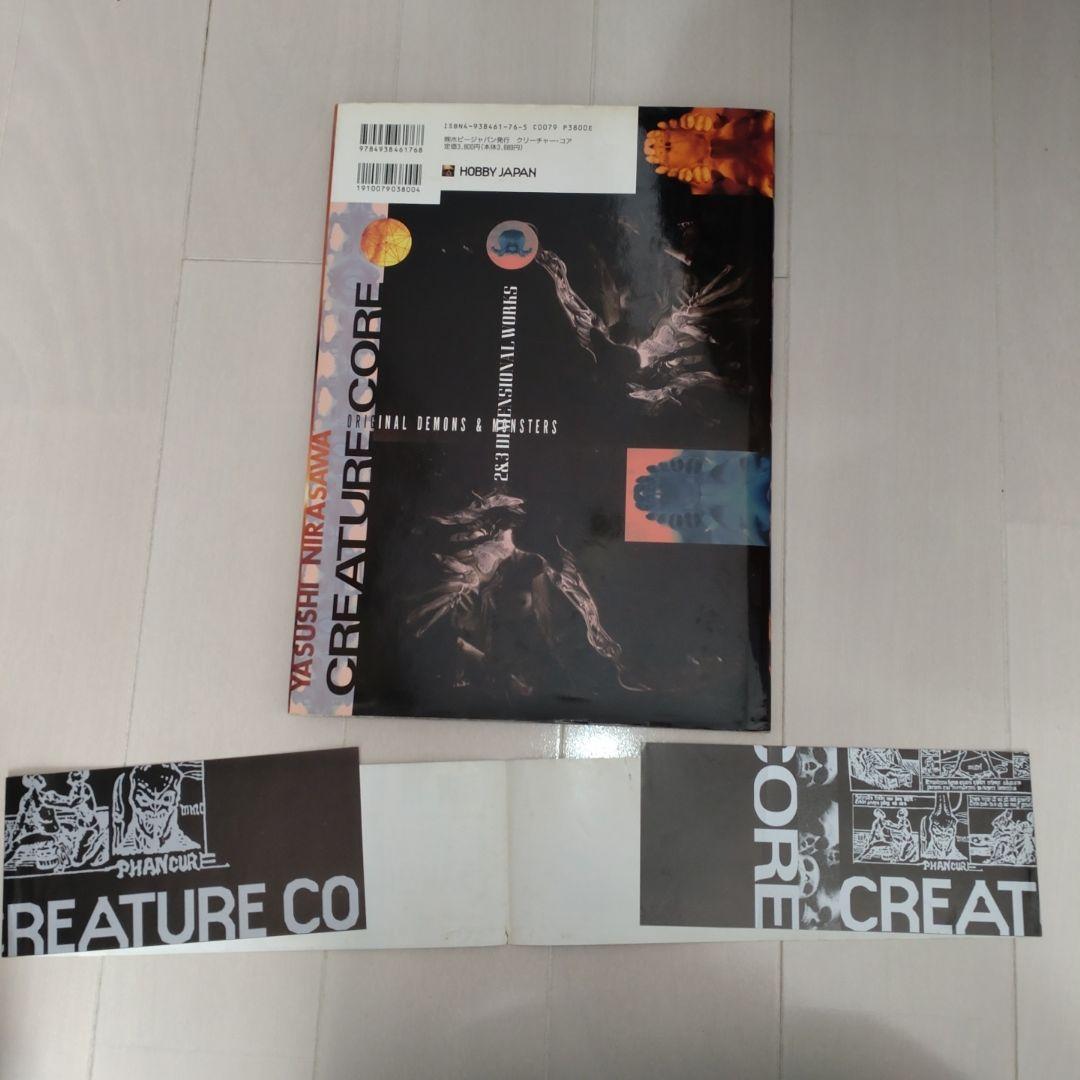 ISBN4-938461-76-5 C0079 P3800E
㈱ホビージャパン発行 クリーチャー・コア
定価3,800円(本体3,689円)
9784938461768
1910079038004
HOBBY JAPAN
YASUSHI NIRASAWA
CREATURE CORE
2&3 DIMENSIONAL WORKS
ORIGINAL DEMONS & MONSTERS
PHANCURE
REATURE CO
CORE
PHANCURE
CREAT